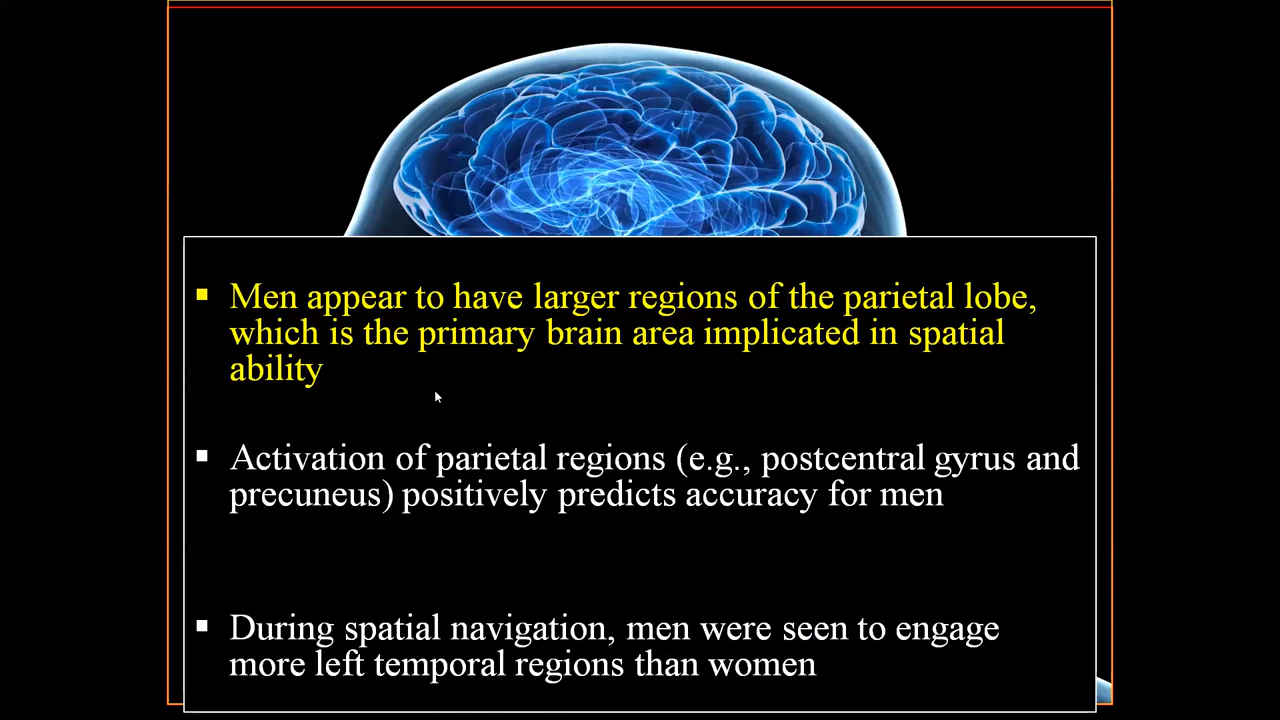 ▪ Men appear to have larger regions of the parietal lobe,
which is the primary brain area implicated in spatial
ability
▪ Activation of parietal regions (e.g., postcentral gyrus and
precuneus) positively predicts accuracy for men
▪ During spatial navigation, men were seen to engage
more left temporal regions than women